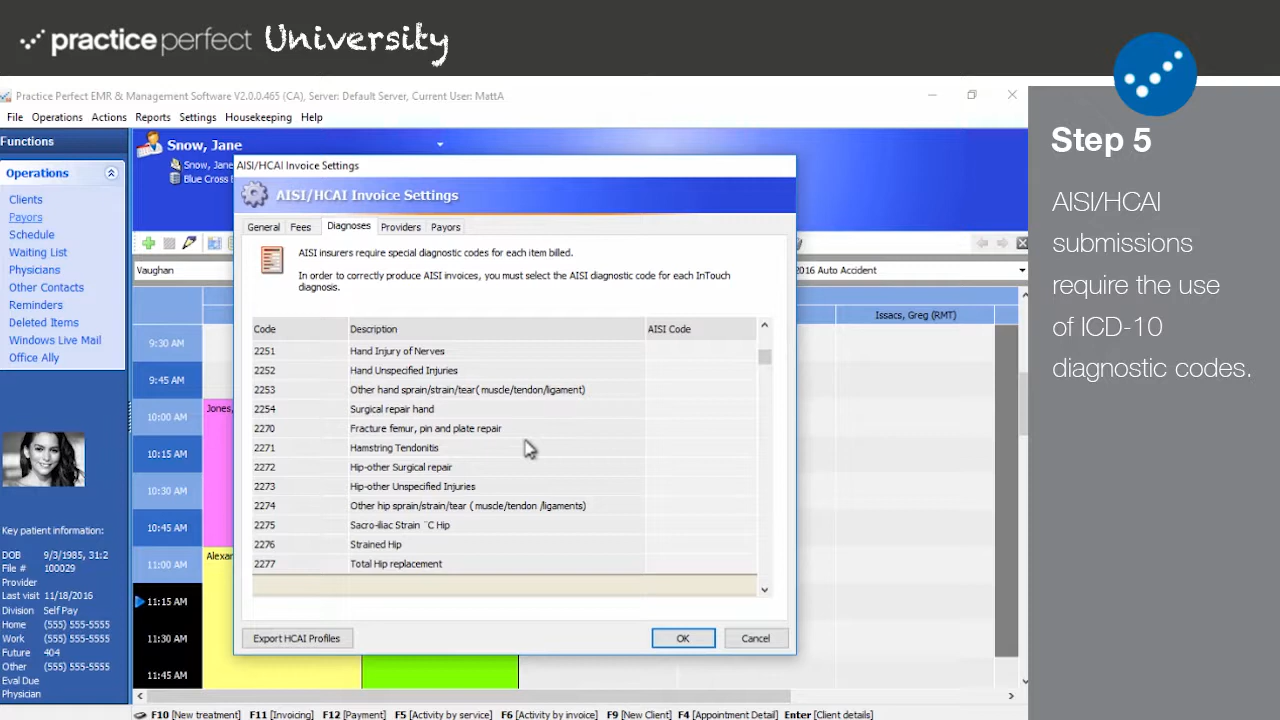 practice perfect University
Practice Perfect EMR & Management Software V2.0.0.465 (CA), Server: Default Server, Current User: MattA
File Operations Actions Reports Settings Housekeeping Help
Functions
Operations
Clients
Payors
Schedule
Waiting List
Physicians
Other Contacts
Reminders
Deleted Items
Windows Live Mail
Office Ally
Key patient information:
DOB 9/3/1985, 31:2
File # 100029
Provider
Last visit 11/18/2016
Division Self Pay
Home (555) 555-5555
Work (555) 555-5555
Future 404
Other (555) 555-5555
Eval Due
Physician
Snow, Jane
Snow, Jane
Blue Cross
Vaughan
2016 Auto Accident
Issacs, Greg (RMT)
9:30 AM
9:45 AM
10:00 AM
Jones,
10:15 AM
10:30 AM
10:45 AM
11:00 AM
Alexan
11:15 AM
11:30 AM
11:45 AM
AISI/HCAI Invoice Settings
AISI/HCAI Invoice Settings
General Fees Diagnoses Providers Payors
AISI insurers require special diagnostic codes for each item billed.
In order to correctly produce AISI invoices, you must select the AISI diagnostic code for each InTouch
diagnosis.
Code Description AISI Code
2251 Hand Injury of Nerves
2252 Hand Unspecified Injuries
2253 Other hand sprain/strain/tear( muscle/tendon/ligament)
2254 Surgical repair hand
2270 Fracture femur, pin and plate repair
2271 Hamstring Tendonitis
2272 Hip-other Surgical repair
2273 Hip-other Unspecified Injuries
2274 Other hip sprain/strain/tear ( muscle/tendon /ligaments)
2275 Sacro-iliac Strain ¨C Hip
2276 Strained Hip
2277 Total Hip replacement
Export HCAI Profiles OK Cancel
F10 [New treatment] F11 [Invoicing] F12 [Payment] F5 [Activity by service] F6 [Activity by invoice] F9 [New Client] F4 [Appointment Detail] Enter [Client details]
Step 5
AISI/HCAI
submissions
require the use
of ICD-10
diagnostic codes.